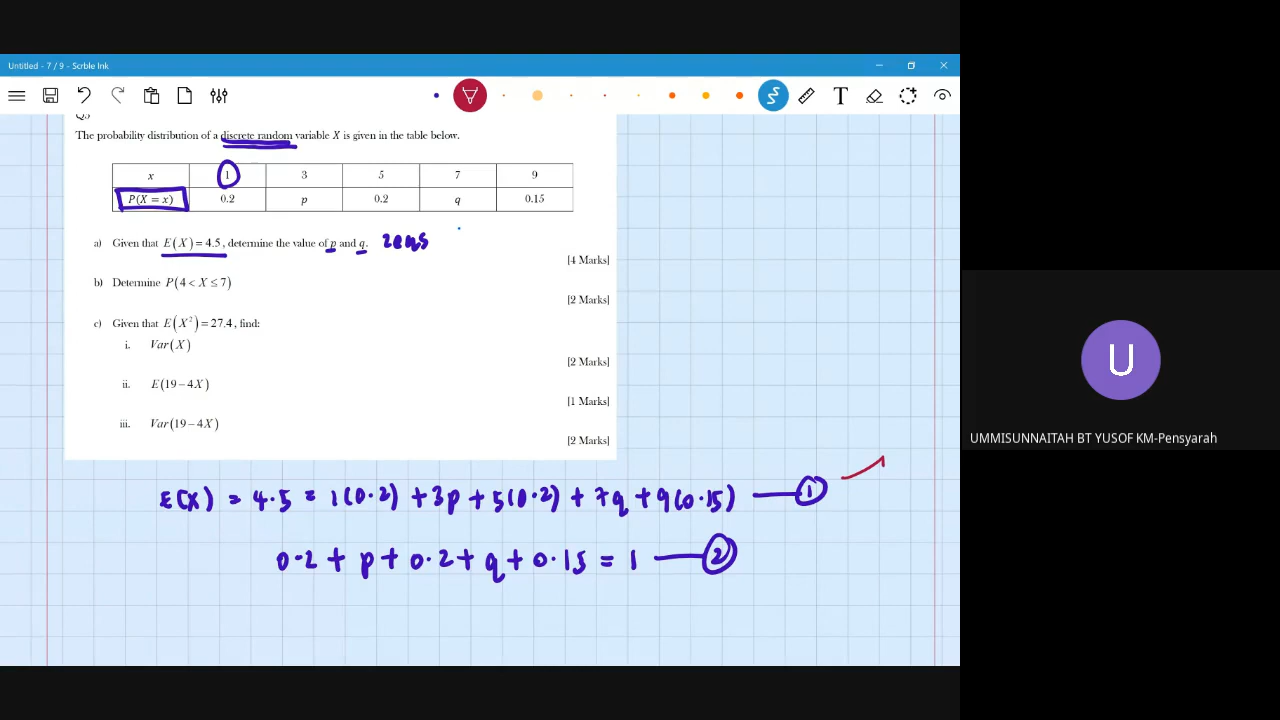 Untitled - 7 / 9 - Scrble Ink
Q3
The probability distribution of a discrete random variable X is given in the table below.
x 1 3 5 7 9
P(X = x) 0.2 p 0.2 q 0.15
a) Given that E(X) = 4.5, determine the value of p and q. 2 eqs
[4 Marks]
b) Determine P(4 < X ≤ 7)
[2 Marks]
c) Given that E(X²) = 27.4, find:
i. Var(X)
[2 Marks]
ii. E(19 − 4X)
[1 Marks]
iii. Var(19 − 4X)
[2 Marks]
E(X) = 4.5 = 1(0.2) + 3p + 5(0.2) + 7q + 9(0.15) — 1
0.2 + p + 0.2 + q + 0.15 = 1 — 2
U
UMMISUNNAITAH BT YUSOF KM-Pensyarah